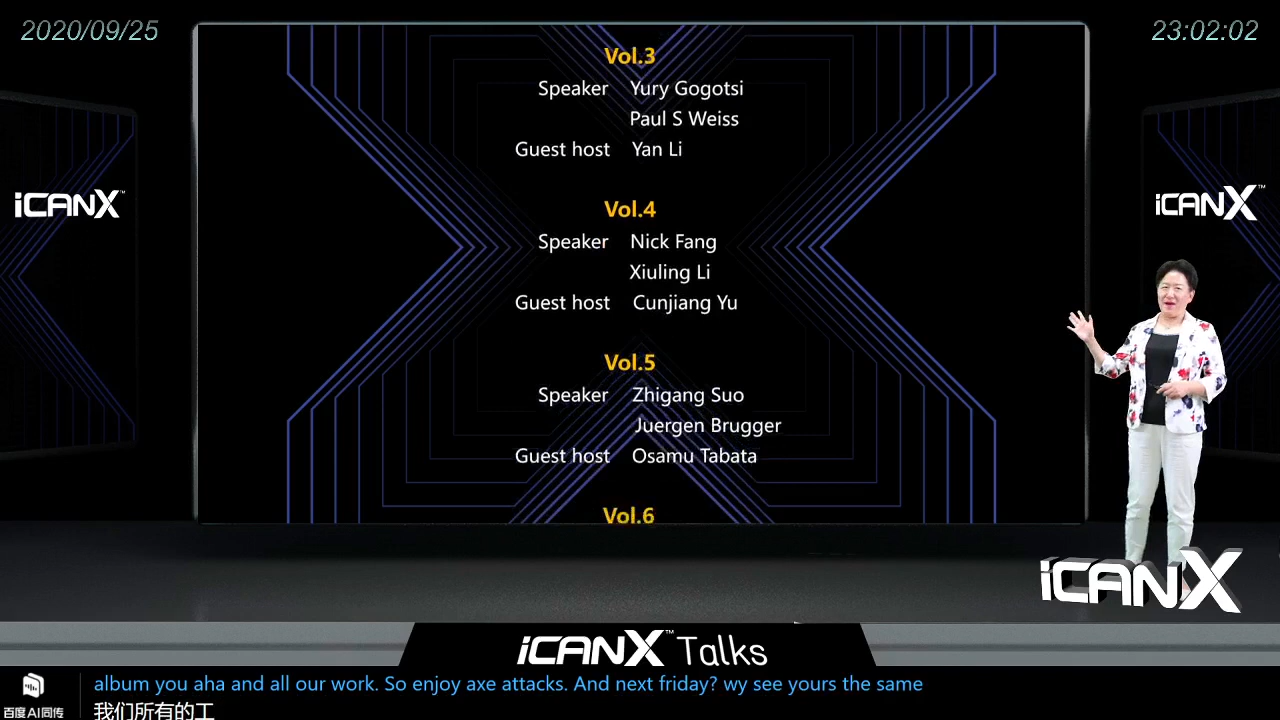 2020/09/25
23:02:02
Vol.3
Speaker Yury Gogotsi
Paul S Weiss
Guest host Yan Li
iCANX™
iCANX™
Vol.4
Speaker Nick Fang
Xiuling Li
Guest host Cunjiang Yu
Vol.5
Speaker Zhigang Suo
Juergen Brugger
Guest host Osamu Tabata
Vol.6
iCANX
iCANX™ Talks
album you aha and all our work. So enjoy axe attacks. And next friday? wy see yours the same
百度AI同传
我们所有的工